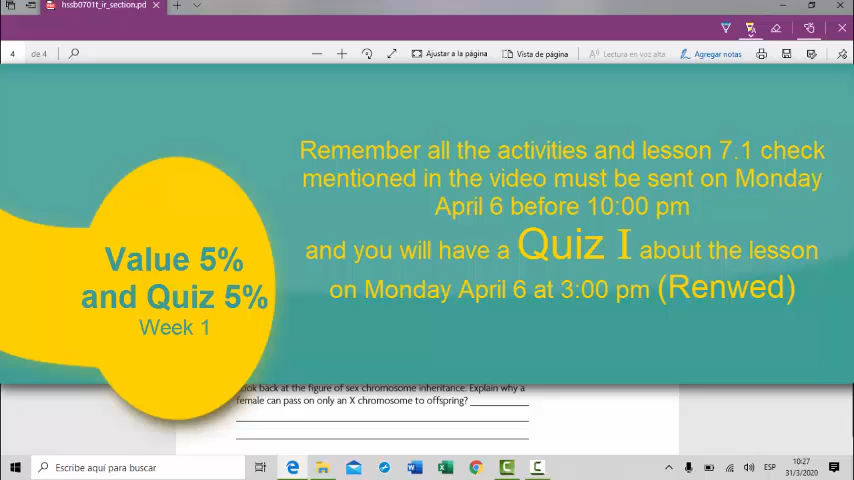 hssb0701t_ir_section.pd
4 de 4
Ajustar a la página
Vista de página
Lectura en voz alta
Agregar notas
Remember all the activities and lesson 7.1 check
mentioned in the video must be sent on Monday
April 6 before 10:00 pm
and you will have a Quiz I about the lesson
on Monday April 6 at 3:00 pm (Renwed)
Value 5%
and Quiz 5%
Week 1
ook back at the figure of sex chromosome inheritance. Explain why a
female can pass on only an X chromosome to offspring?
Escribe aquí para buscar
ESP
10:27
31/3/2020